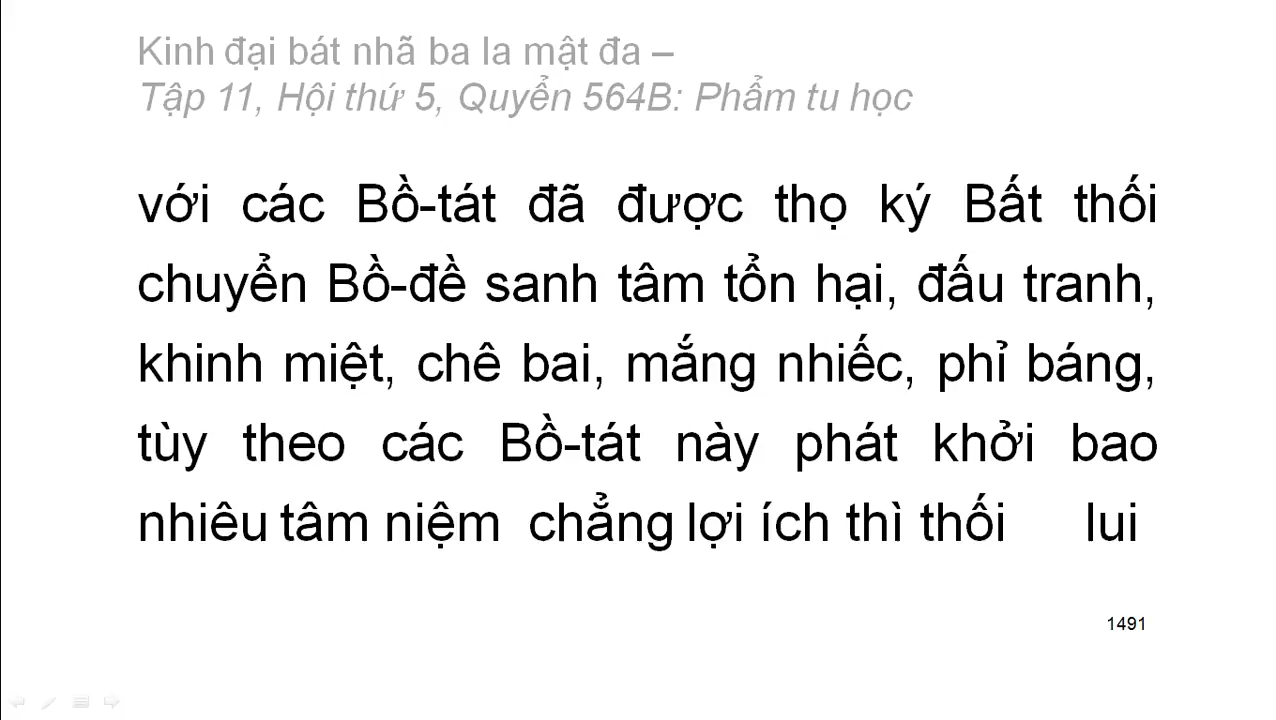 Kinh đại bát nhã ba la mật đa –
Tập 11, Hội thứ 5, Quyển 564B: Phẩm tu học
với các Bồ-tát đã được thọ ký Bất thối
chuyển Bồ-đề sanh tâm tổn hại, đấu tranh,
khinh miệt, chê bai, mắng nhiếc, phỉ báng,
tùy theo các Bồ-tát này phát khởi bao
nhiêu tâm niệm chẳng lợi ích thì thối lui
1491